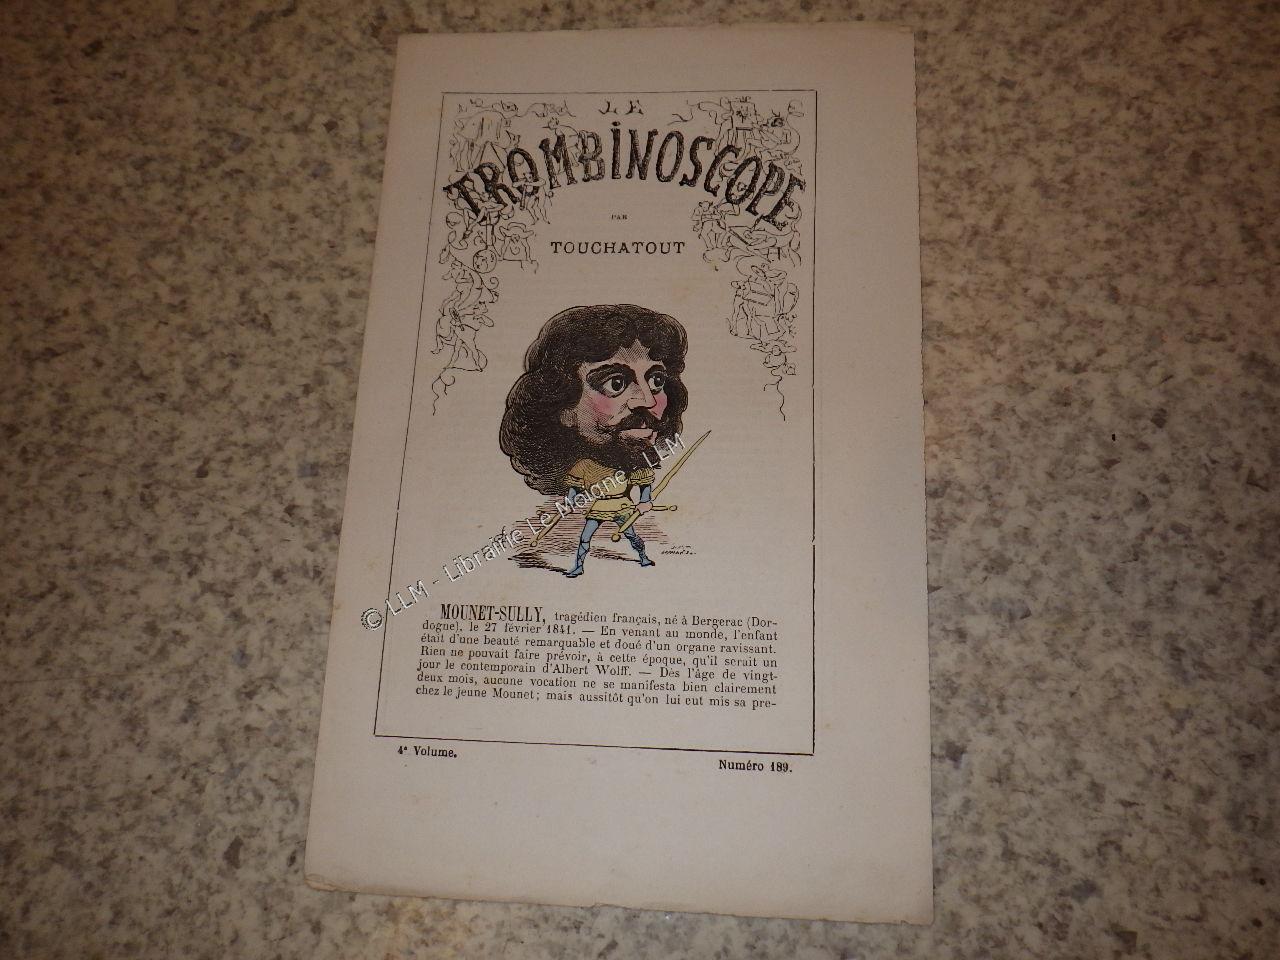 LE
TROMBINOSCOPE
PAR
TOUCHATOUT
© LLM - Librairie Le Moiane - LLM
MOUNET-SULLY, tragédien français, né à Bergerac (Dor-
dogne), le 27 février 1841. — En venant au monde, l'enfant
était d'une beauté remarquable et doué d'un organe ravissant.
Rien ne pouvait faire prévoir, à cette époque, qu'il serait un
jour le contemporain d'Albert Wolff. — Dès l'âge de vingt-
deux mois, aucune vocation ne se manifesta bien clairement
chez le jeune Mounet; mais aussitôt qu'on lui eut mis sa pre-
4e Volume.
Numéro 189.